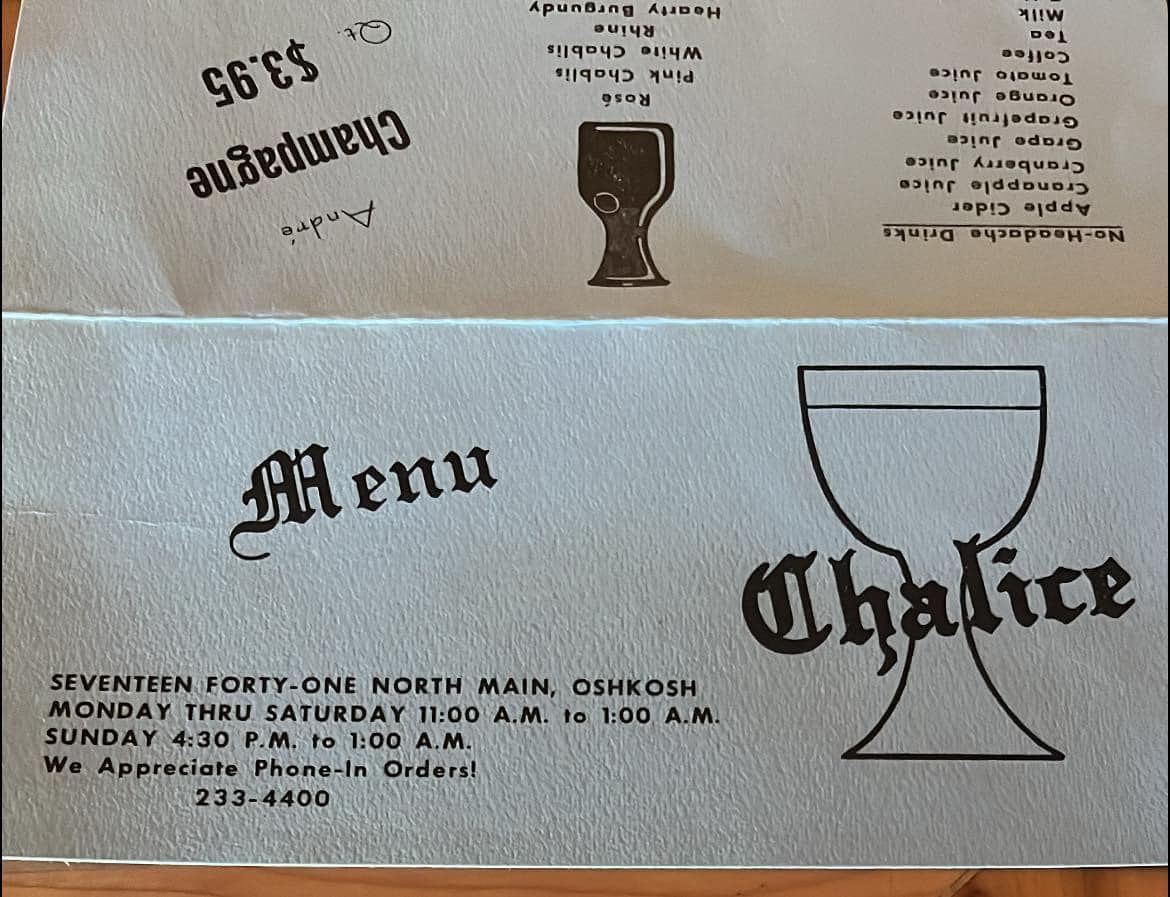 Menu
Chalice
SEVENTEEN FORTY-ONE NORTH MAIN, OSHKOSH
MONDAY THRU SATURDAY 11:00 A.M. to 1:00 A.M.
SUNDAY 4:30 P.M. to 1:00 A.M.
We Appreciate Phone-In Orders!
233-4400
No-Headache Drinks
Apple Cider
Cranapple Juice
Cranberry Juice
Grape Juice
Grapefruit Juice
Orange Juice
Tomato Juice
Coffee
Tea
Milk
Rosé
Pink Chablis
White Chablis
Rhine
Hearty Burgundy
André
Champagne
$3.95
Qt.